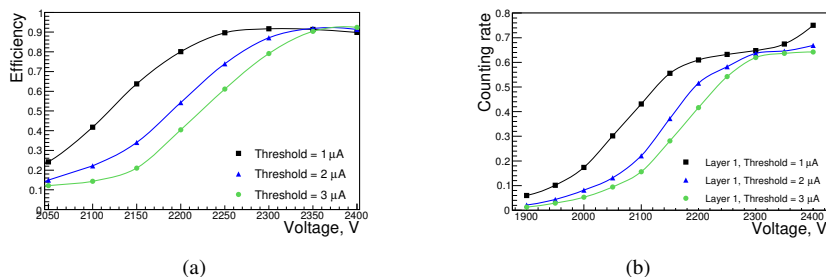 Efficiency
1
0.9
0.8
0.7
0.6
0.5
0.4
0.3
0.2
0.1
0
Threshold = 1 μA
Threshold = 2 μA
Threshold = 3 μA
2050 2100 2150 2200 2250 2300 2350 2400
Voltage, V
(a)
Counting rate
0.8
0.7
0.6
0.5
0.4
0.3
0.2
0.1
0
Layer 1, Threshold = 1 μA
Layer 1, Threshold = 2 μA
Layer 1, Threshold = 3 μA
1900 2000 2100 2200 2300 2400
Voltage, V
(b)